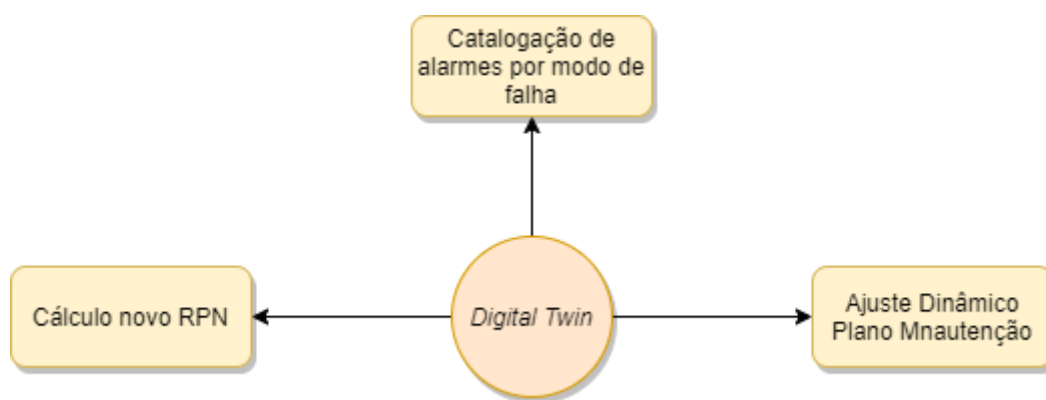 Catalogação de
alarmes por modo de
falha
Cálculo novo RPN
Digital Twin
Ajuste Dinâmico
Plano Mnautenção